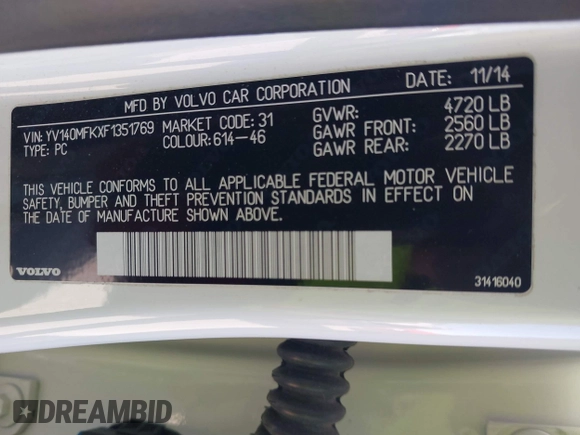 MFD BY VOLVO CAR CORPORATION DATE: 11/14
VIN: YV140MFKXF1351769 MARKET CODE: 31 GVWR: 4720 LB
TYPE: PC COLOUR:614-46 GAWR FRONT: 2560 LB
GAWR REAR: 2270 LB
THIS VEHICLE CONFORMS TO ALL APPLICABLE FEDERAL MOTOR VEHICLE
SAFETY, BUMPER AND THEFT PREVENTION STANDARDS IN EFFECT ON
THE DATE OF MANUFACTURE SHOWN ABOVE.
VOLVO 31416040
DREAMBID